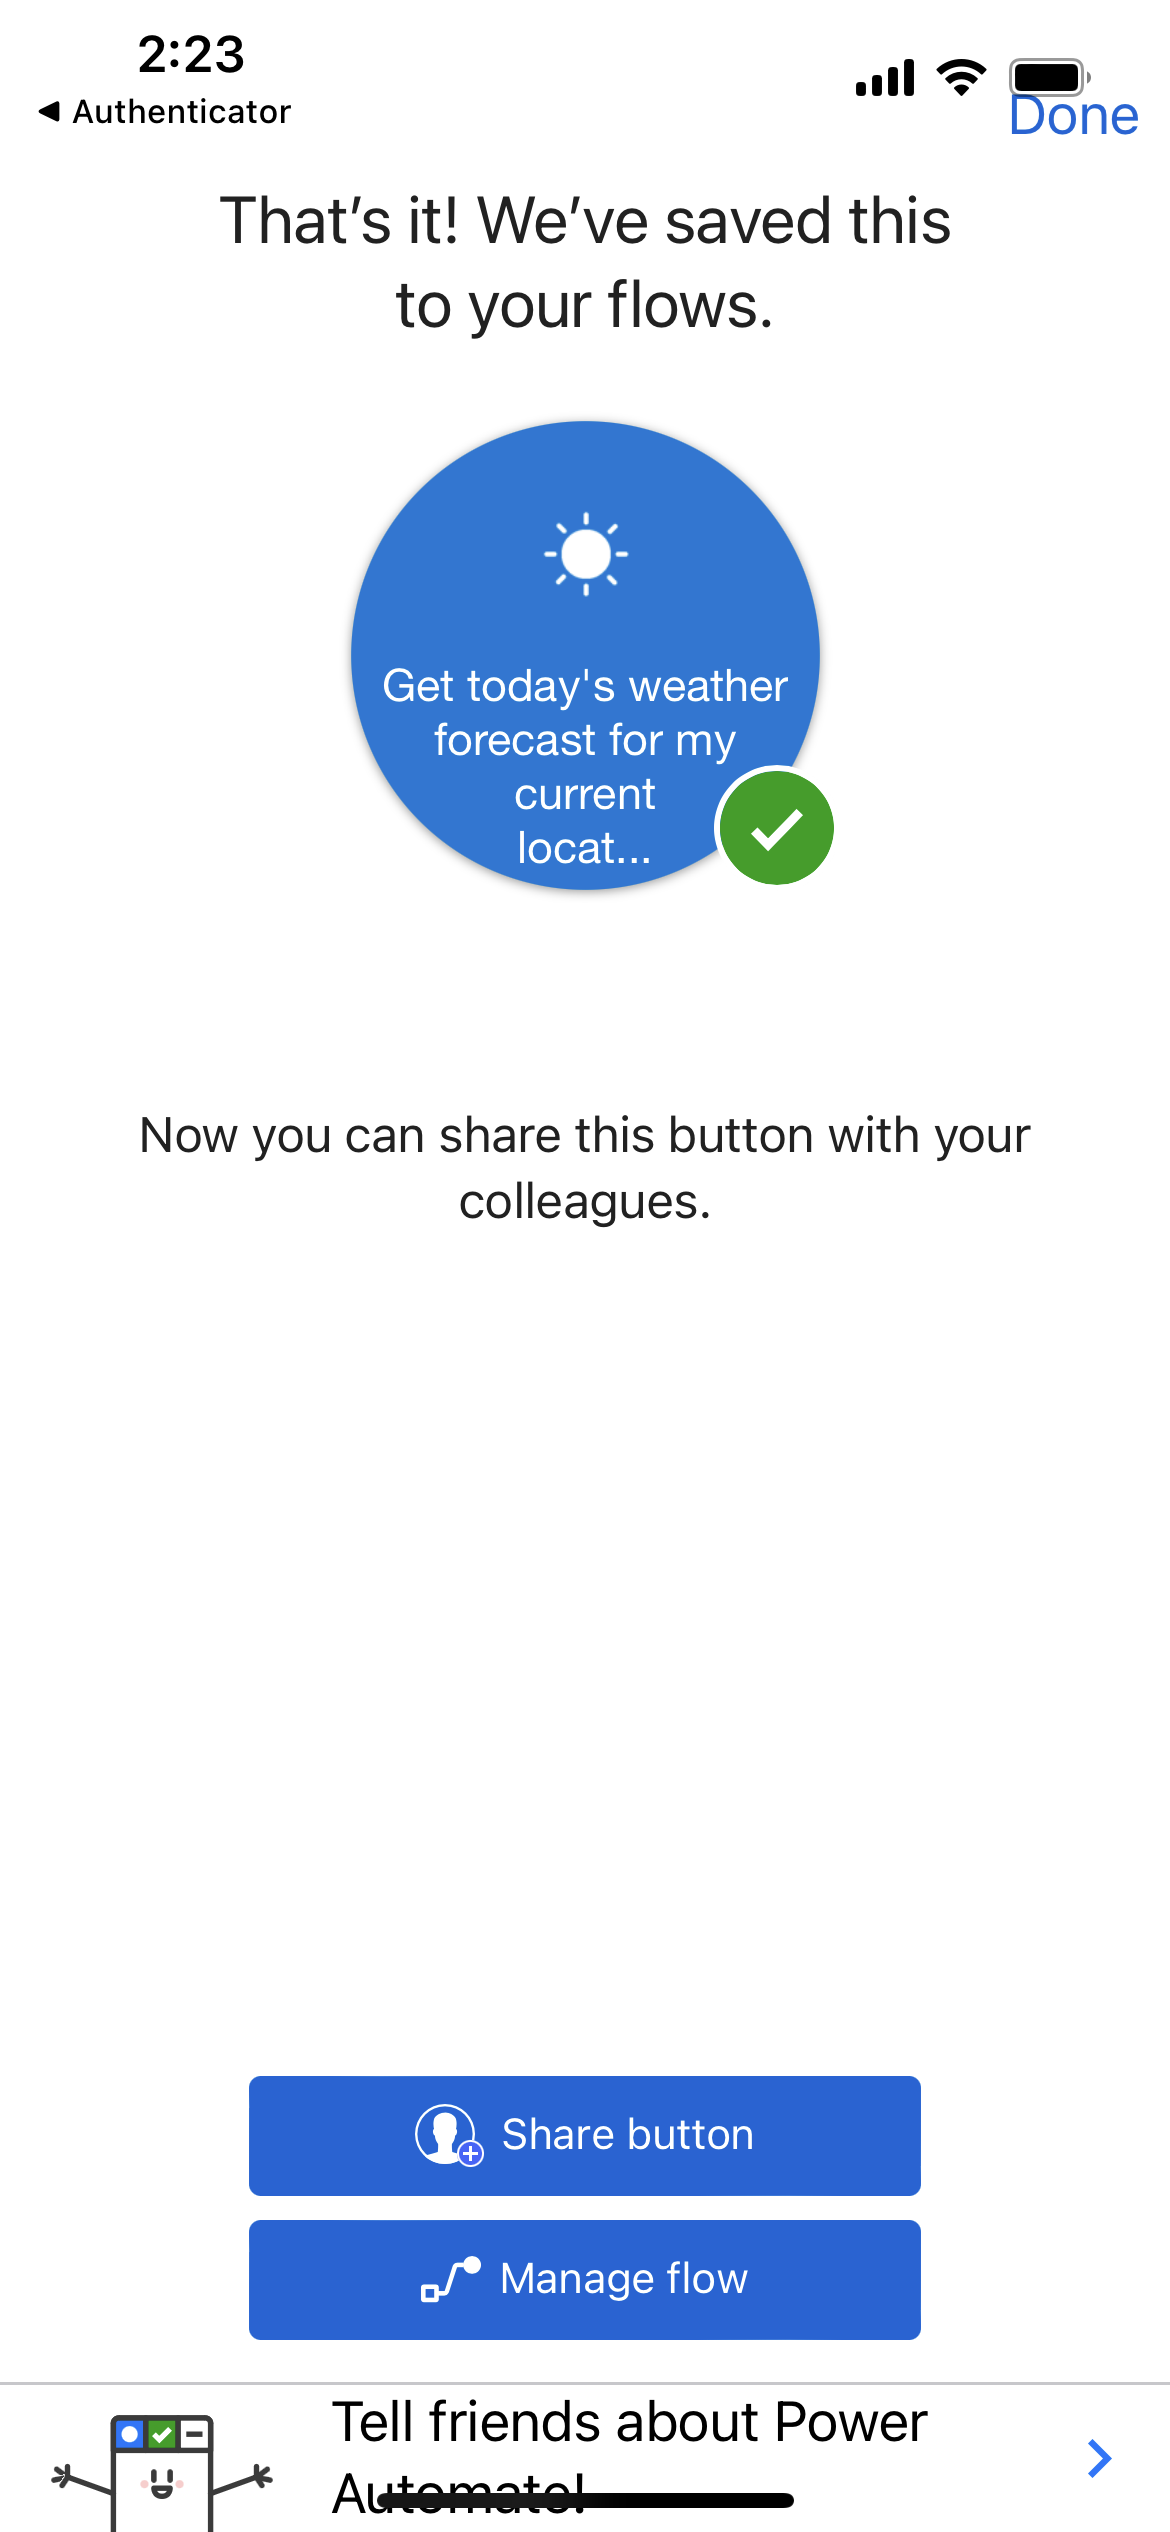 2:23
Authenticator
Done
That’s it! We’ve saved this
to your flows.
Get today's weather
forecast for my
current
locat...
Now you can share this button with your
colleagues.
Share button
Manage flow
Tell friends about Power
Automate!